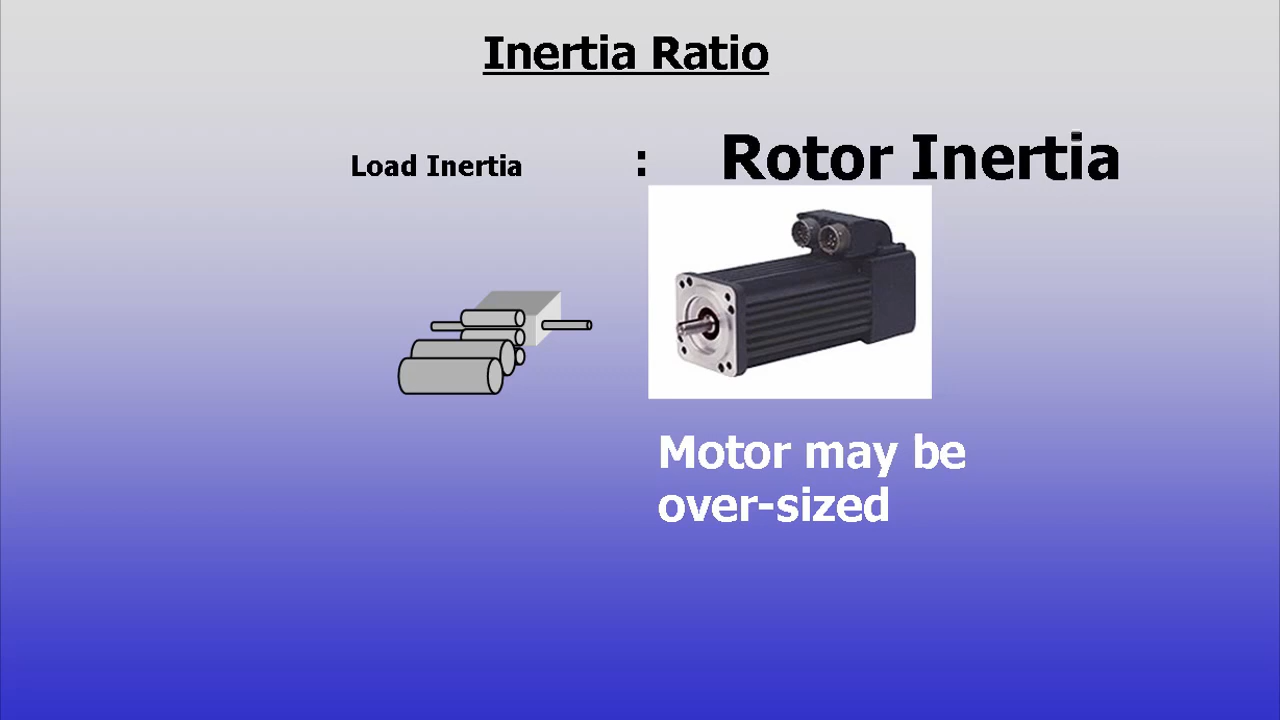 Inertia Ratio
Load Inertia : Rotor Inertia
Motor may be
over-sized